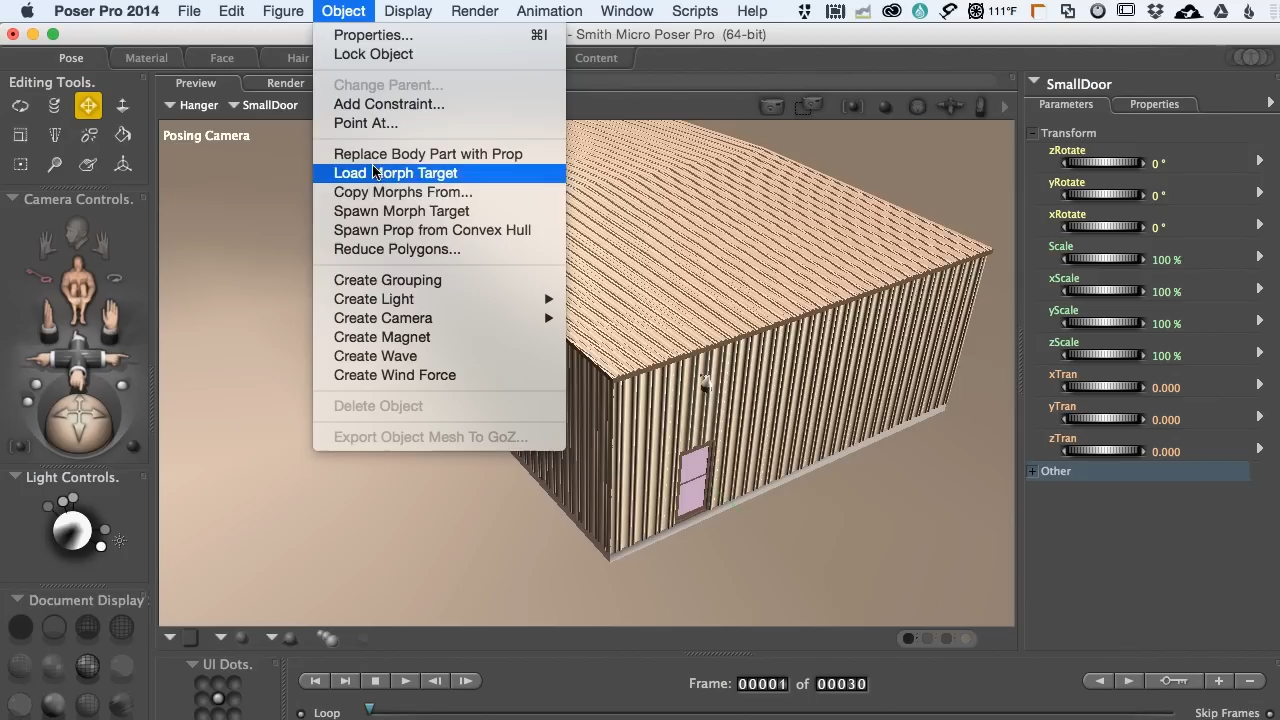 Poser Pro 2014 File Edit Figure Object Display Render Animation Window Scripts Help 111°F
- Smith Micro Poser Pro (64-bit)
Pose Material Face Hair Content
Editing Tools.
Camera Controls.
Light Controls.
Document Display
Preview Render
Hanger SmallDoor
Posing Camera
Properties... ⌘I
Lock Object
Change Parent...
Add Constraint...
Point At...
Replace Body Part with Prop
Load Morph Target
Copy Morphs From...
Spawn Morph Target
Spawn Prop from Convex Hull
Reduce Polygons...
Create Grouping
Create Light
Create Camera
Create Magnet
Create Wave
Create Wind Force
Delete Object
Export Object Mesh To GoZ...
SmallDoor
Parameters Properties
Transform
zRotate
0 °
yRotate
0 °
xRotate
0 °
Scale
100 %
xScale
100 %
yScale
100 %
zScale
100 %
xTran
0.000
yTran
0.000
zTran
0.000
Other
UI Dots.
Frame: 00001 of 00030
Loop
Skip Frames